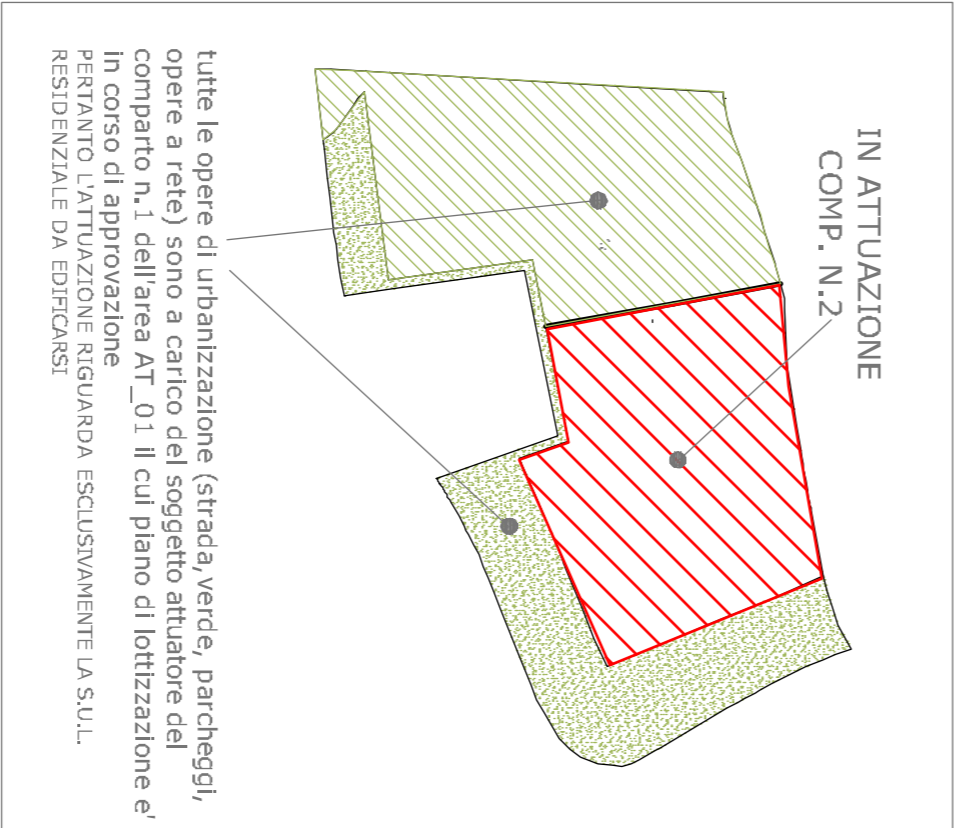 IN ATTUAZIONE
COMP. N.2
tutte le opere di urbanizzazione (strada, verde, parcheggi,
opere a rete) sono a carico del soggetto attuatore del
comparto n.1 dell'area AT_01 il cui piano di lottizzazione e'
in corso di approvazione
PERTANTO L'ATTUAZIONE RIGUARDA ESCLUSIVAMENTE LA S.U.L.
RESIDENZIALE DA EDIFICARSI